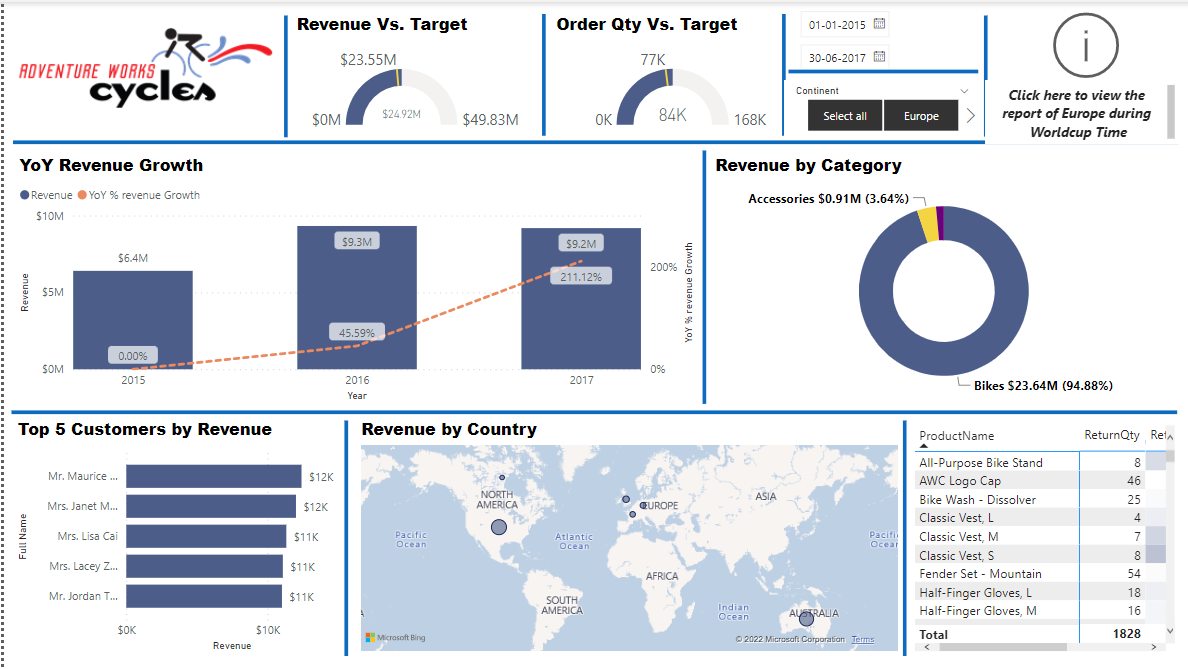 ADVENTURE WORKS
cycles
Revenue Vs. Target
$23.55M
$0M
$24.92M
$49.83M
Order Qty Vs. Target
77K
0K
84K
168K
01-01-2015
30-06-2017
Continent
Select all
Europe
i
Click here to view the
report of Europe during
Worldcup Time
YoY Revenue Growth
Revenue
YoY % revenue Growth
$10M
$5M
$0M
Revenue
$6.4M
$9.3M
$9.2M
0.00%
45.59%
211.12%
200%
0%
YoY % revenue Growth
2015
2016
2017
Year
Revenue by Category
Accessories $0.91M (3.64%)
Bikes $23.64M (94.88%)
Top 5 Customers by Revenue
Full Name
Mr. Maurice ...
$12K
Mrs. Janet M...
$12K
Mrs. Lisa Cai
$11K
Mrs. Lacey Z...
$11K
Mr. Jordan T...
$11K
$0K
$10K
Revenue
Revenue by Country
NORTH
AMERICA
EUROPE
ASIA
Pacific
Ocean
Atlantic
Ocean
Pacifi
Ocear
AFRICA
SOUTH
AMERICA
Indian
Ocean
AUSTRALIA
A
Microsoft Bing
© 2022 Microsoft Corporation
Terms
ProductName
ReturnQty
Ret
All-Purpose Bike Stand 8
AWC Logo Cap 46
Bike Wash - Dissolver 25
Classic Vest, L 4
Classic Vest, M 7
Classic Vest, S 8
Fender Set - Mountain 54
Half-Finger Gloves, L 18
Half-Finger Gloves, M 16
Total 1828